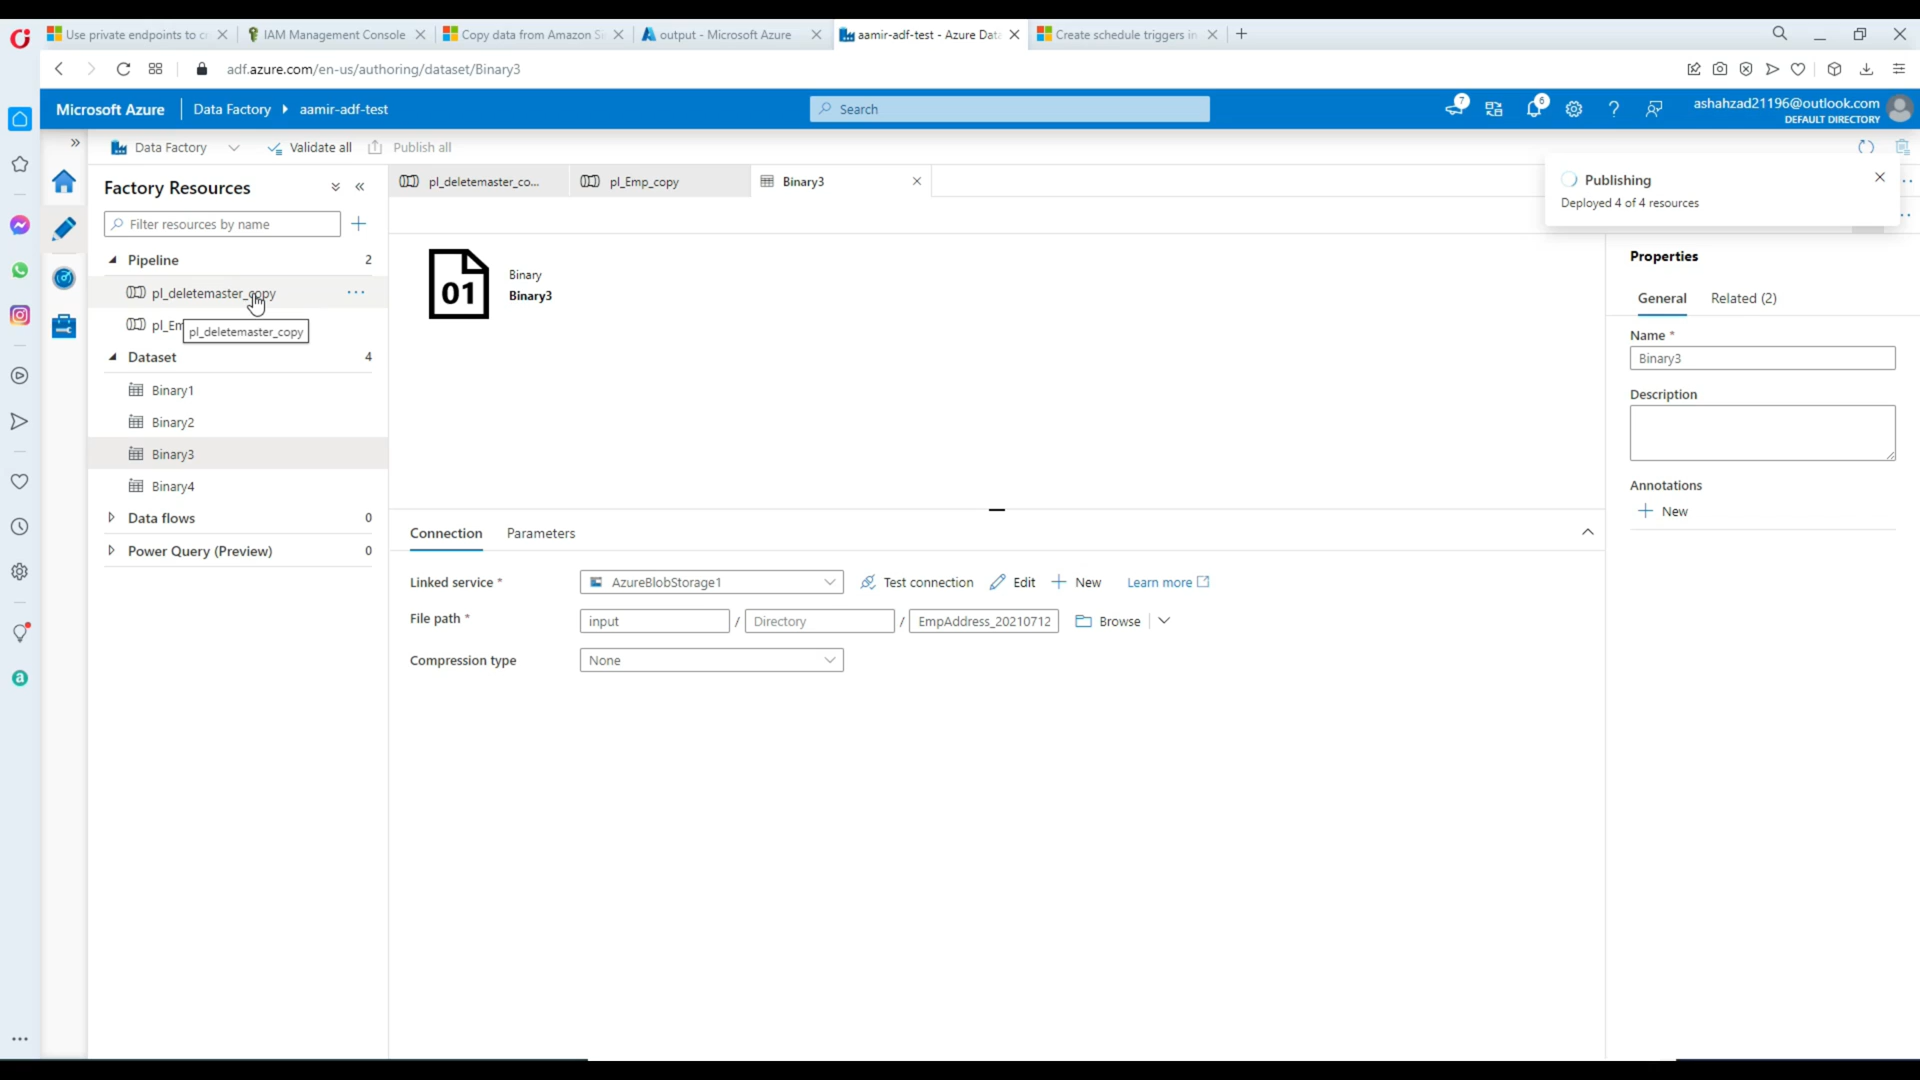 Use private endpoints to c
IAM Management Console
Copy data from Amazon S
output - Microsoft Azure
aamir-adf-test - Azure Data
Create schedule triggers in
adf.azure.com/en-us/authoring/dataset/Binary3
Microsoft Azure
Data Factory
aamir-adf-test
Search
7
6
ashahzad21196@outlook.com
DEFAULT DIRECTORY
Data Factory
Validate all
Publish all
Factory Resources
Filter resources by name
Pipeline 2
pl_deletemaster_copy
pl_Em
pl_deletemaster_copy
Dataset 4
Binary1
Binary2
Binary3
Binary4
Data flows 0
Power Query (Preview) 0
pl_deletemaster_co...
pl_Emp_copy
Binary3
01
Binary
Binary3
Publishing
Deployed 4 of 4 resources
Connection
Parameters
Linked service *
AzureBlobStorage1
Test connection
Edit
New
Learn more
File path *
input / Directory / EmpAddress_20210712
Browse
Compression type
None
Properties
General
Related (2)
Name *
Binary3
Description
Annotations
New